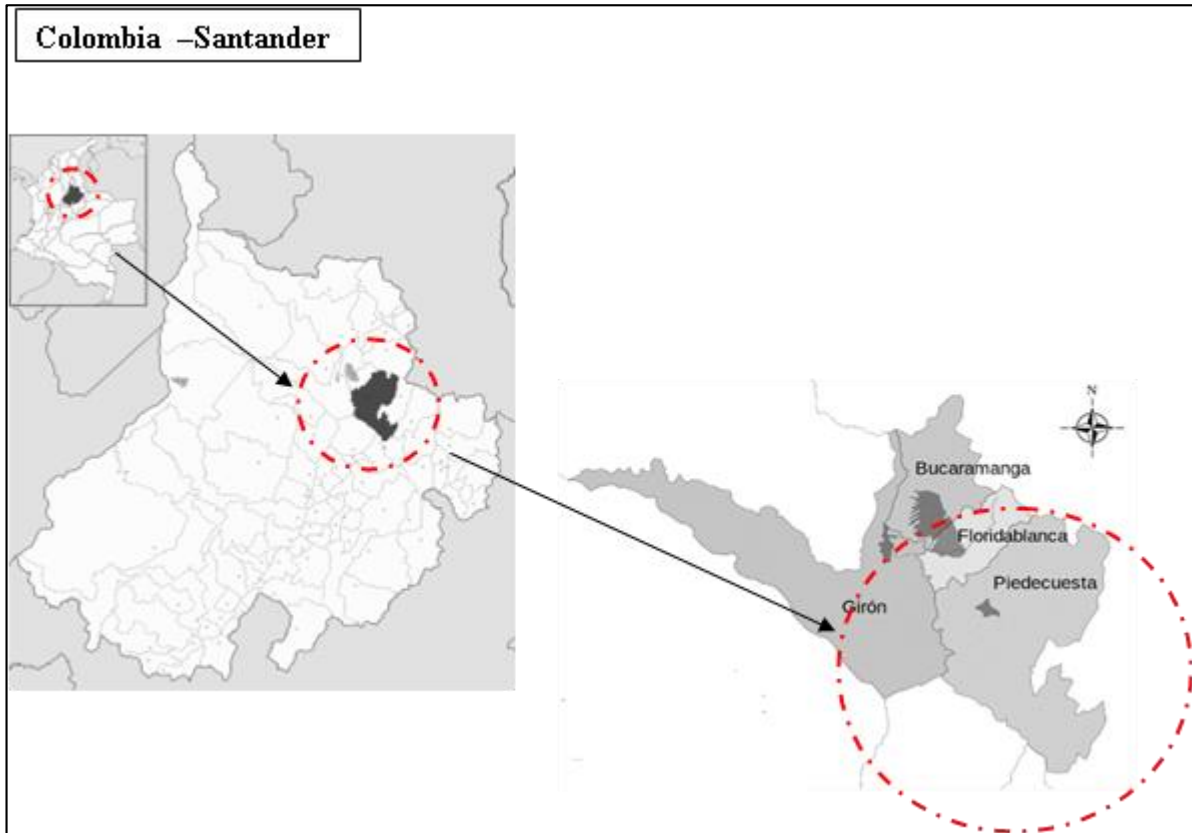 Colombia –Santander
N
Bucaramanga
Floridablanca
Piedecuesta
Girón